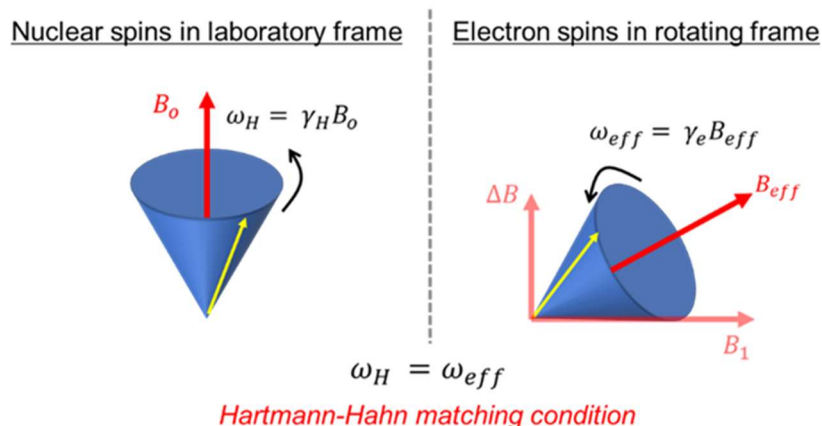 Nuclear spins in laboratory frame
Electron spins in rotating frame
B_o
ω_H = γ_H B_o
ω_eff = γ_e B_eff
B_eff
ΔB
B_1
ω_H = ω_eff
Hartmann-Hahn matching condition